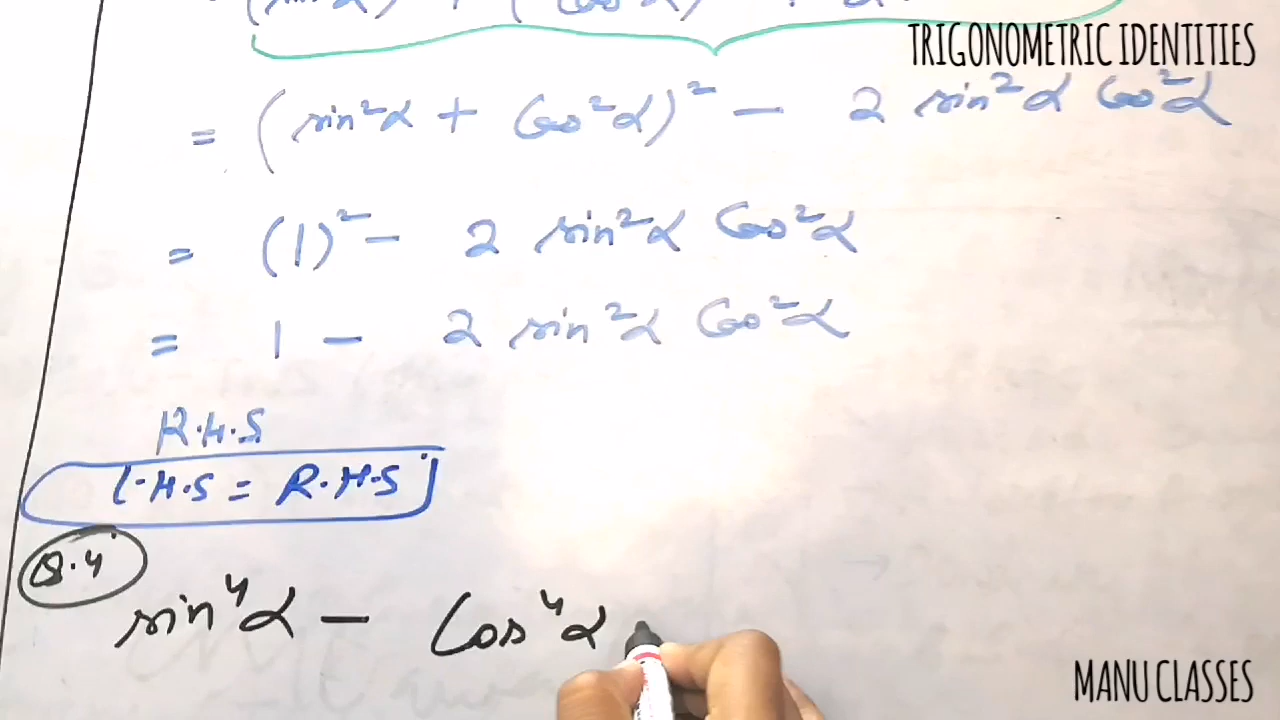 TRIGONOMETRIC IDENTITIES
= (sin²α + Cos²α)² − 2 sin²α Cos²α
= (1)² − 2 sin²α Cos²α
= 1 − 2 sin²α Cos²α
R.H.S
L.H.S = R.H.S
Q.4
sin⁴α − Cos⁴α
MANU CLASSES